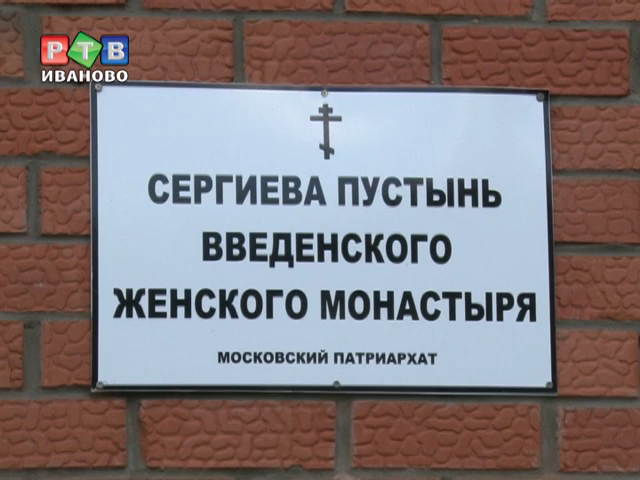 РТВ
ИВАНОВО
СЕРГИЕВА ПУСТЫНЬ
ВВЕДЕНСКОГО
ЖЕНСКОГО МОНАСТЫРЯ
МОСКОВСКИЙ ПАТРИАРХАТ